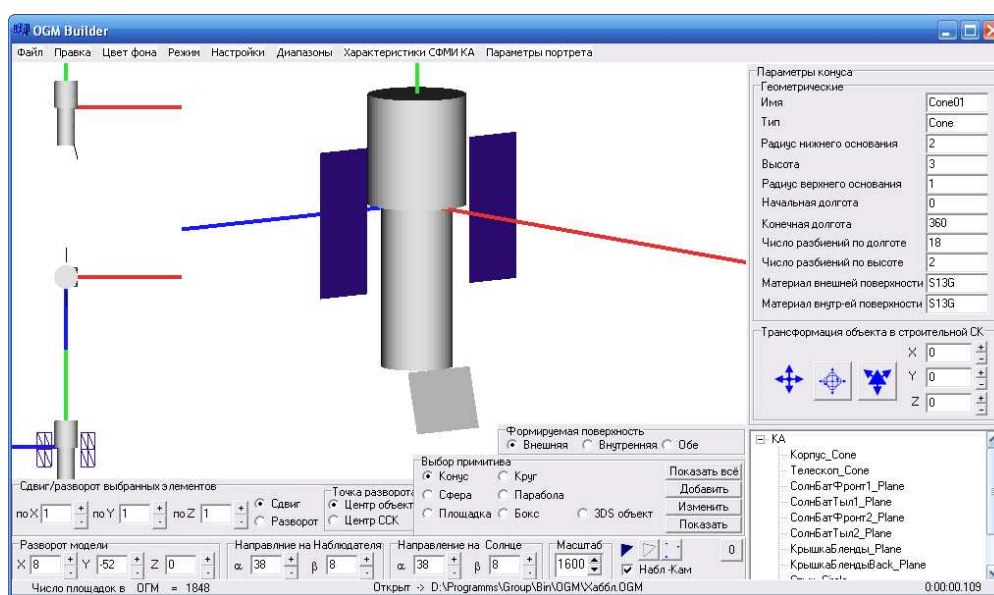 OGM Builder
Файл Правка Цвет фона Режим Настройки Диапазоны Характеристики СФМИ КА Параметры портрета
Параметры конуса
Геометрические
Имя Cone01
Тип Cone
Радиус нижнего основания 2
Высота 3
Радиус верхнего основания 1
Начальная долгота 0
Конечная долгота 360
Число разбиений по долготе 18
Число разбиений по высоте 2
Материал внешней поверхности S13G
Материал внутр-ей поверхности S13G
Трансформация объекта в строительной СК
X 0
Y 0
Z 0
КА
Корпус_Cone
Телескоп_Cone
СолнБатФронт1_Plane
СолнБатТыл1_Plane
СолнБатФронт2_Plane
СолнБатТыл2_Plane
КрышкаБленды_Plane
КрышкаБлендыBack_Plane
Формируемая поверхность
Внешняя Внутренняя Обе
Выбор примитива
Конус Круг
Сфера Парабола
Площадка Бокс 3DS объект
Показать всё
Добавить
Изменить
Показать
Сдвиг/разворот выбранных элементов
по X 1 по Y 1 по Z 1
Сдвиг
Разворот
Точка разворота
Центр объект
Центр ССК
Разворот модели
X 8 Y -52 Z 0
Направлние на Наблюдателя
α 38 β 8
Направление на Солнце
α 38 β 8
Масштаб
1600
Набл-Кам
0
Число площадок в ОГМ = 1848
Открыт -> D:\Programms\Group\Bin\OGM\Хаббл.OGM
0:00:00.109